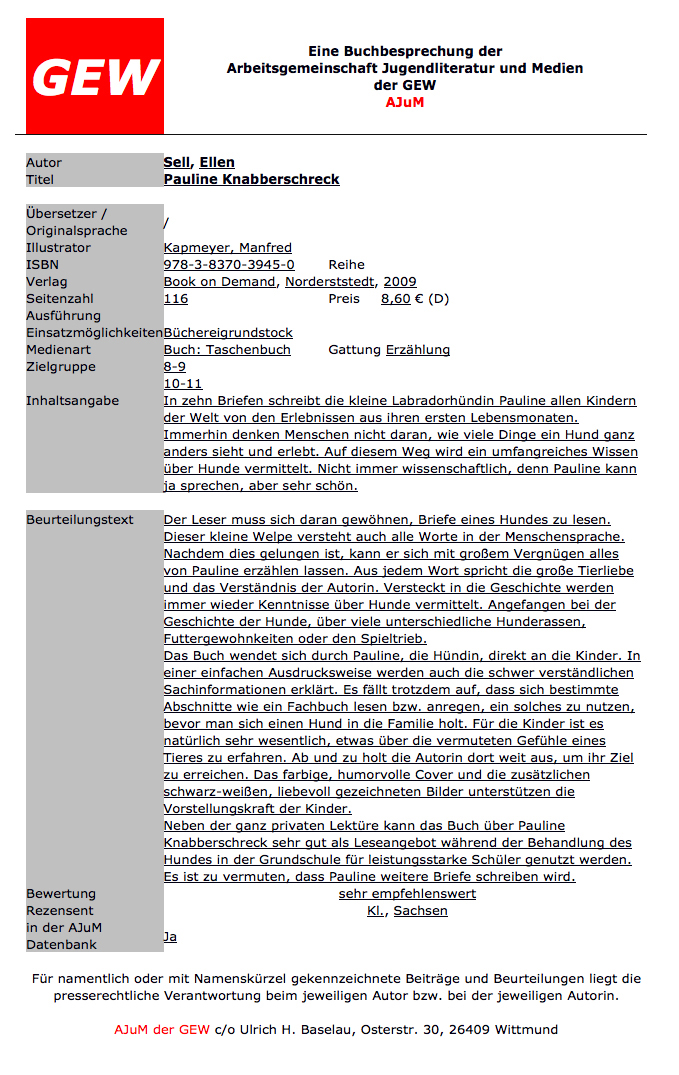 GEW
Eine Buchbesprechung der
Arbeitsgemeinschaft Jugendliteratur und Medien
der GEW
AJuM
Autor Sell, Ellen
Titel Pauline Knabberschreck
Übersetzer /
Originalsprache /
Illustrator Kapmeyer, Manfred
ISBN 978-3-8370-3945-0 Reihe
Verlag Book on Demand, Norderststedt, 2009
Seitenzahl 116 Preis 8,60 € (D)
Ausführung
Einsatzmöglichkeiten Büchereigrundstock
Medienart Buch: Taschenbuch Gattung Erzählung
Zielgruppe 8-9
10-11
Inhaltsangabe In zehn Briefen schreibt die kleine Labradorhündin Pauline allen Kindern
der Welt von den Erlebnissen aus ihren ersten Lebensmonaten.
Immerhin denken Menschen nicht daran, wie viele Dinge ein Hund ganz
anders sieht und erlebt. Auf diesem Weg wird ein umfangreiches Wissen
über Hunde vermittelt. Nicht immer wissenschaftlich, denn Pauline kann
ja sprechen, aber sehr schön.
Beurteilungstext Der Leser muss sich daran gewöhnen, Briefe eines Hundes zu lesen.
Dieser kleine Welpe versteht auch alle Worte in der Menschensprache.
Nachdem dies gelungen ist, kann er sich mit großem Vergnügen alles
von Pauline erzählen lassen. Aus jedem Wort spricht die große Tierliebe
und das Verständnis der Autorin. Versteckt in die Geschichte werden
immer wieder Kenntnisse über Hunde vermittelt. Angefangen bei der
Geschichte der Hunde, über viele unterschiedliche Hunderassen,
Futtergewohnkeiten oder den Spieltrieb.
Das Buch wendet sich durch Pauline, die Hündin, direkt an die Kinder. In
einer einfachen Ausdrucksweise werden auch die schwer verständlichen
Sachinformationen erklärt. Es fällt trotzdem auf, dass sich bestimmte
Abschnitte wie ein Fachbuch lesen bzw. anregen, ein solches zu nutzen,
bevor man sich einen Hund in die Familie holt. Für die Kinder ist es
natürlich sehr wesentlich, etwas über die vermuteten Gefühle eines
Tieres zu erfahren. Ab und zu holt die Autorin dort weit aus, um ihr Ziel
zu erreichen. Das farbige, humorvolle Cover und die zusätzlichen
schwarz-weißen, liebevoll gezeichneten Bilder unterstützen die
Vorstellungskraft der Kinder.
Neben der ganz privaten Lektüre kann das Buch über Pauline
Knabberschreck sehr gut als Leseangebot während der Behandlung des
Hundes in der Grundschule für leistungsstarke Schüler genutzt werden.
Es ist zu vermuten, dass Pauline weitere Briefe schreiben wird.
Bewertung sehr empfehlenswert
Rezensent Kl., Sachsen
in der AJuM
Datenbank Ja
Für namentlich oder mit Namenskürzel gekennzeichnete Beiträge und Beurteilungen liegt die
presserechtliche Verantwortung beim jeweiligen Autor bzw. bei der jeweiligen Autorin.
AJuM der GEW c/o Ulrich H. Baselau, Osterstr. 30, 26409 Wittmund